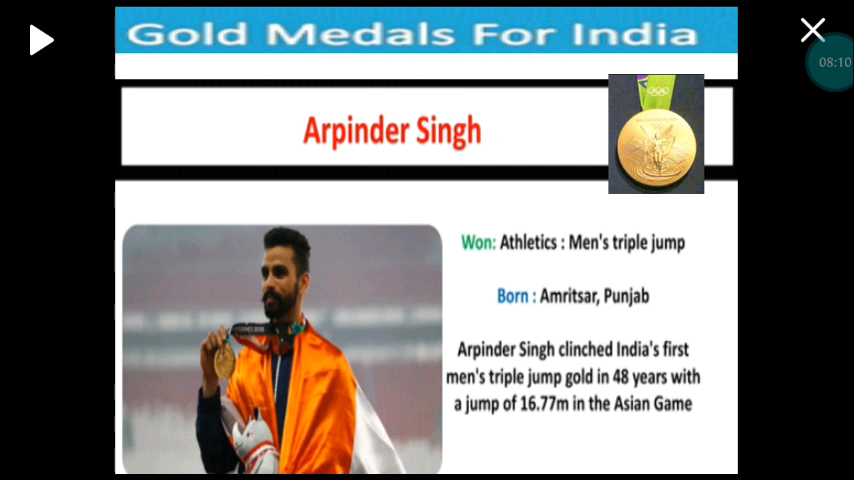 Gold Medals For India
08:10
Arpinder Singh
Won: Athletics : Men's triple jump
Born : Amritsar, Punjab
Arpinder Singh clinched India's first
men's triple jump gold in 48 years with
a jump of 16.77m in the Asian Game